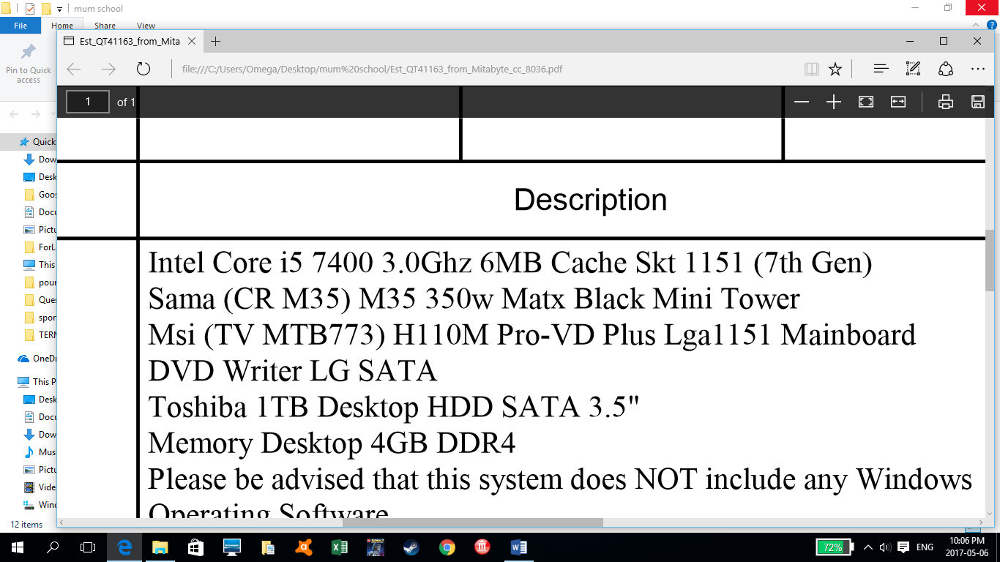 mum school
File
Home
Share
View
Pin to Quick
access
Est_QT41163_from_Mita
file:///C:/Users/Omega/Desktop/mum%20school/Est_QT41163_from_Mitabyte_cc_8036.pdf
1
of 1
Quick
Dow
Desk
Goos
Docu
Pictu
ForL
This
pour
Ques
spor
TERM
OneDr
This P
Desk
Docu
Dow
Mus
Pictu
Vide
Wind
12 items
Description
Intel Core i5 7400 3.0Ghz 6MB Cache Skt 1151 (7th Gen)
Sama (CR M35) M35 350w Matx Black Mini Tower
Msi (TV MTB773) H110M Pro-VD Plus Lga1151 Mainboard
DVD Writer LG SATA
Toshiba 1TB Desktop HDD SATA 3.5"
Memory Desktop 4GB DDR4
Please be advised that this system does NOT include any Windows
Operating Software
72%
ENG
10:06 PM
2017-05-06